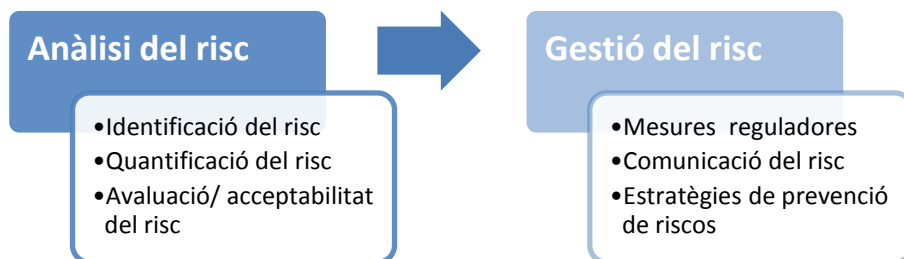 Anàlisi del risc
•Identificació del risc
•Quantificació del risc
•Avaluació/ acceptabilitat
del risc
Gestió del risc
•Mesures reguladores
•Comunicació del risc
•Estratègies de prevenció
de riscos